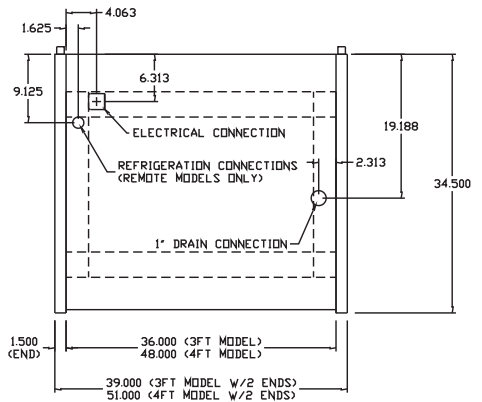 4.063
1.625
6.313
9.125
ELECTRICAL CONNECTION
19.188
REFRIGERATION CONNECTIONS
(REMOTE MODELS ONLY)
2.313
34.500
1" DRAIN CONNECTION
1.500
(END)
36.000 (3FT MODEL)
48.000 (4FT MODEL)
39.000 (3FT MODEL W/2 ENDS)
51.000 (4FT MODEL W/2 ENDS)